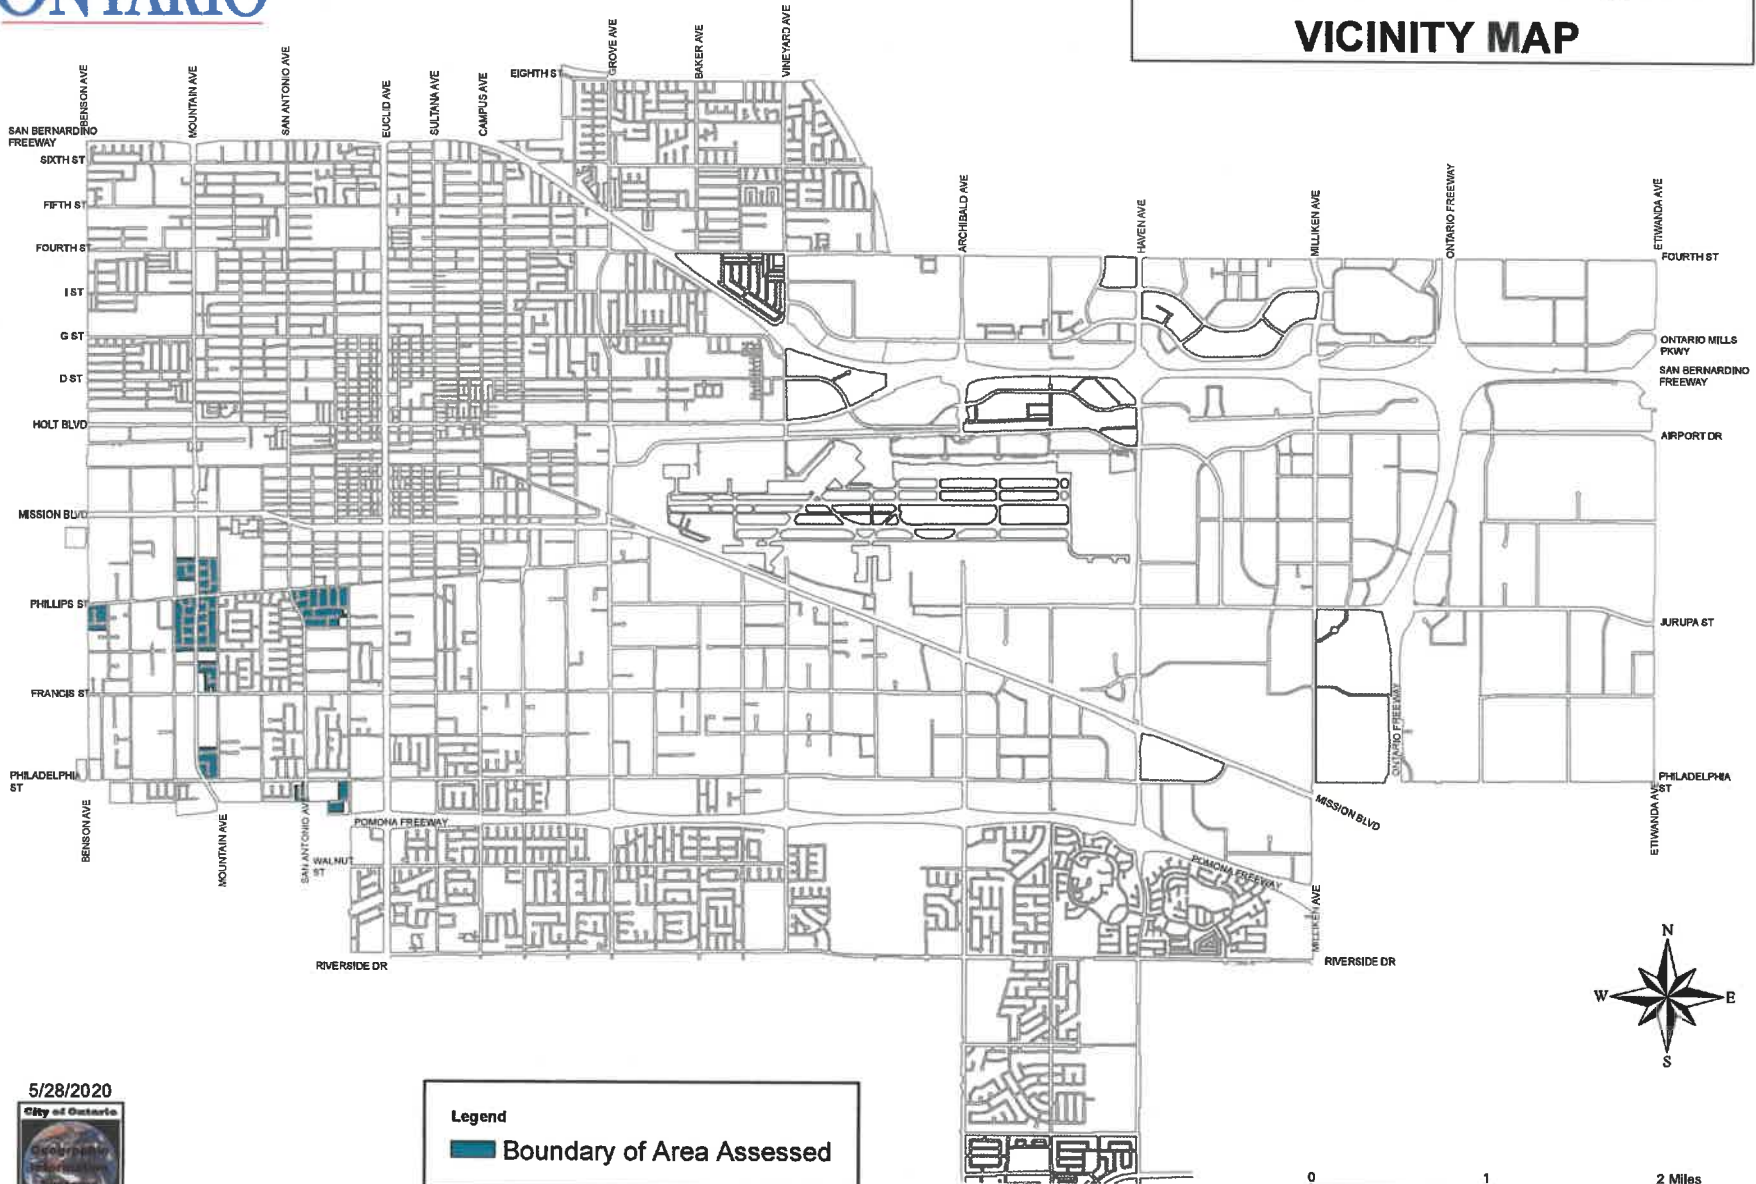 ONTARIO
VICINITY MAP
BENSON AVE
MOUNTAIN AVE
SAN ANTONIO AVE
EUCLID AVE
SULTANA AVE
CAMPUS AVE
EIGHTH ST
GROVE AVE
BAKER AVE
VINEYARD AVE
SAN BERNARDINO
FREEWAY
SIXTH ST
FIFTH ST
FOURTH ST
I ST
G ST
D ST
HOLT BLVD
MISSION BLVD
PHILLIPS ST
FRANCIS ST
PHILADELPHIA
ST
ARCHIBALD AVE
HAVEN AVE
MILLIKEN AVE
ONTARIO FREEWAY
ETIWANDA AVE
FOURTH ST
ONTARIO MILLS
PKWY
SAN BERNARDINO
FREEWAY
AIRPORT DR
JURUPA ST
ONTARIO FREEWAY
PHILADELPHIA
ST
ETIWANDA AVE
MISSION BLVD
BENSON AVE
MOUNTAIN AVE
SAN ANTONIO AVE
POMONA FREEWAY
WALNUT
ST
POMONA FREEWAY
MILLIKEN AVE
RIVERSIDE DR
RIVERSIDE DR
N
W
E
S
5/28/2020
City of Ontario
Geographic
Information
Legend
Boundary of Area Assessed
0
1
2 Miles